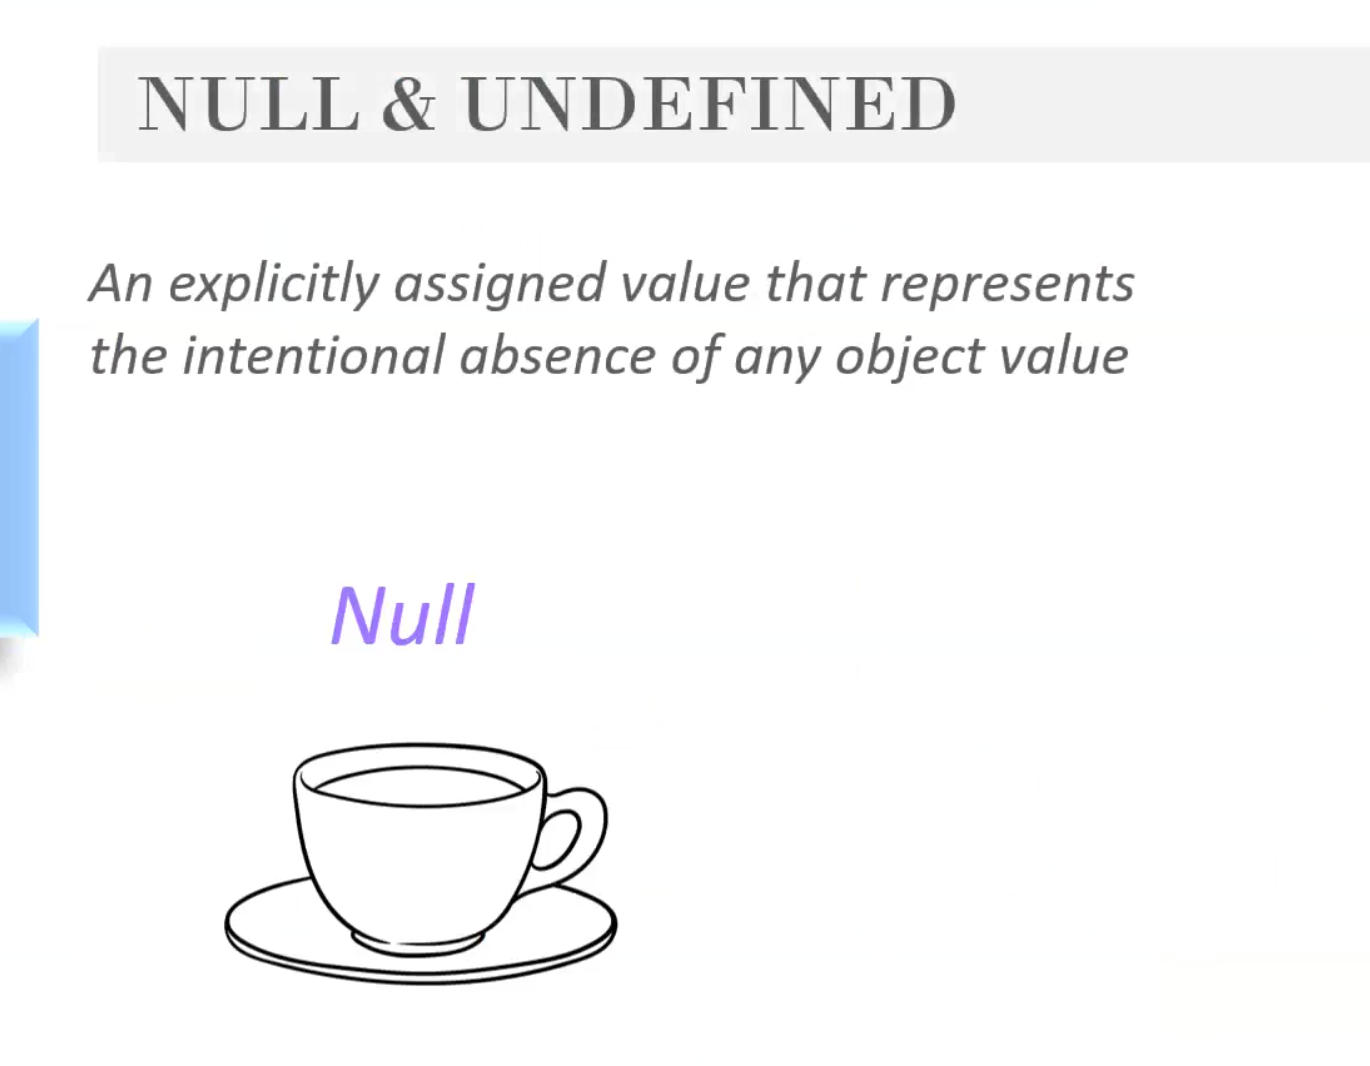 NULL & UNDEFINED
An explicitly assigned value that represents
the intentional absence of any object value
Null